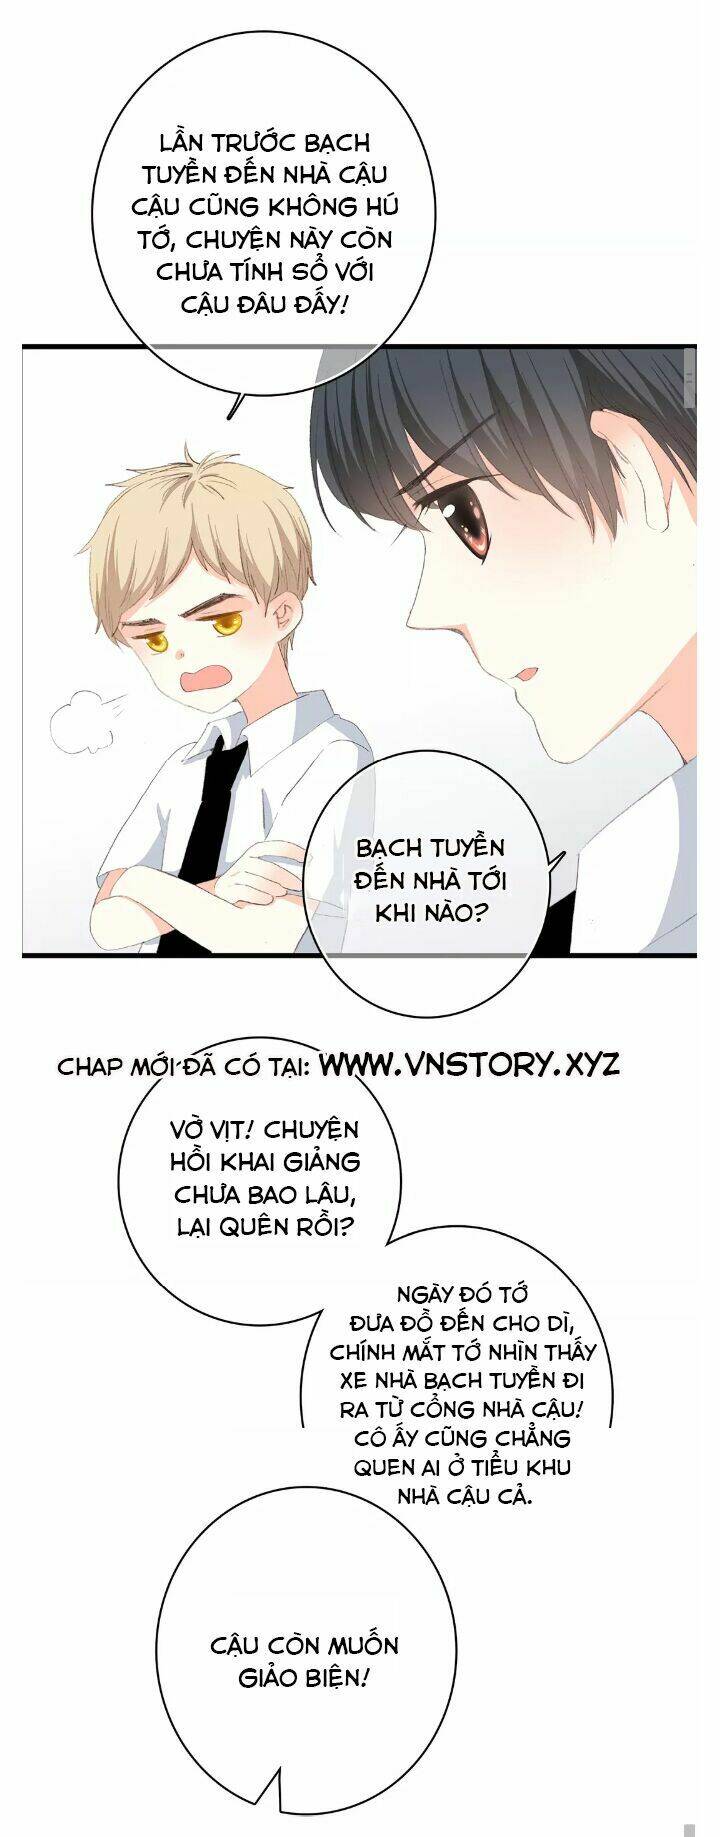 LẦN TRƯỚC BẠCH
TUYỀN ĐẾN NHÀ CẬU
CẬU CŨNG KHÔNG HÚ
TỚ, CHUYỆN NÀY CÒN
CHƯA TÍNH SỔ VỚI
CẬU ĐÂU ĐẤY!
BẠCH TUYỀN
ĐẾN NHÀ TỚI
KHI NÀO?
CHAP MỚI ĐÃ CÓ TẠI: WWW.VNSTORY.XYZ
VỜ VỊT! CHUYỆN
HỒI KHAI GIẢNG
CHƯA BAO LÂU,
LẠI QUÊN RỒI?
NGÀY ĐÓ TỚ
ĐƯA ĐỒ ĐẾN CHO DÌ,
CHÍNH MẮT TỚ NHÌN THẤY
XE NHÀ BẠCH TUYỀN ĐI
RA TỪ CỔNG NHÀ CẬU!
CÔ ẤY CŨNG CHẲNG
QUEN AI Ở TIỂU KHU
NHÀ CẬU CẢ.
CẬU CÒN MUỐN
GIẢO BIỆN!